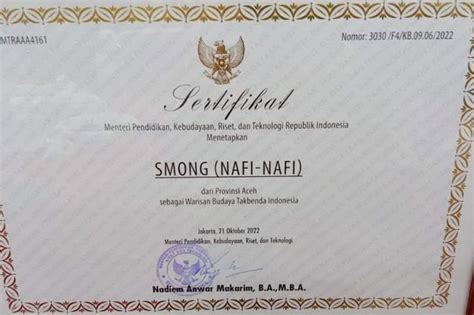 MTRAAA4161
Nomor: 3030 /F4/KB.09.06/2022
Sertifikat
Menteri Pendidikan, Kebudayaan, Riset, dan Teknologi Republik Indonesia
Menetapkan
SMONG (NAFI-NAFI)
dari Provinsi Aceh
sebagai Warisan Budaya Takbenda Indonesia
Jakarta, 21 Oktober 2022
Menteri Pendidikan, Kebudayaan, Riset, dan Teknologi
Nadiem Anwar Makarim, B.A.,M.B.A.